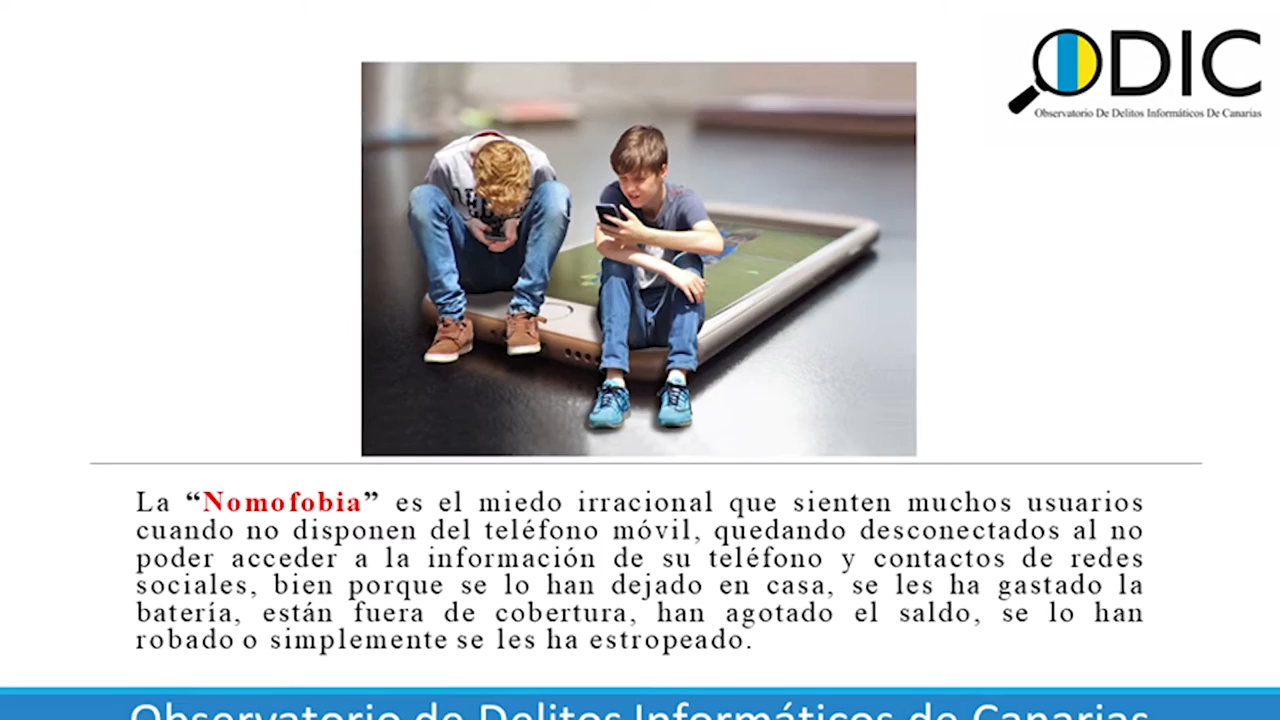 ODIC
Observatorio De Delitos Informáticos De Canarias
La “Nomofobia” es el miedo irracional que sienten muchos usuarios
cuando no disponen del teléfono móvil, quedando desconectados al no
poder acceder a la información de su teléfono y contactos de redes
sociales, bien porque se lo han dejado en casa, se les ha gastado la
batería, están fuera de cobertura, han agotado el saldo, se lo han
robado o simplemente se les ha estropeado.
Observatorio de Delitos Informáticos de Canarias